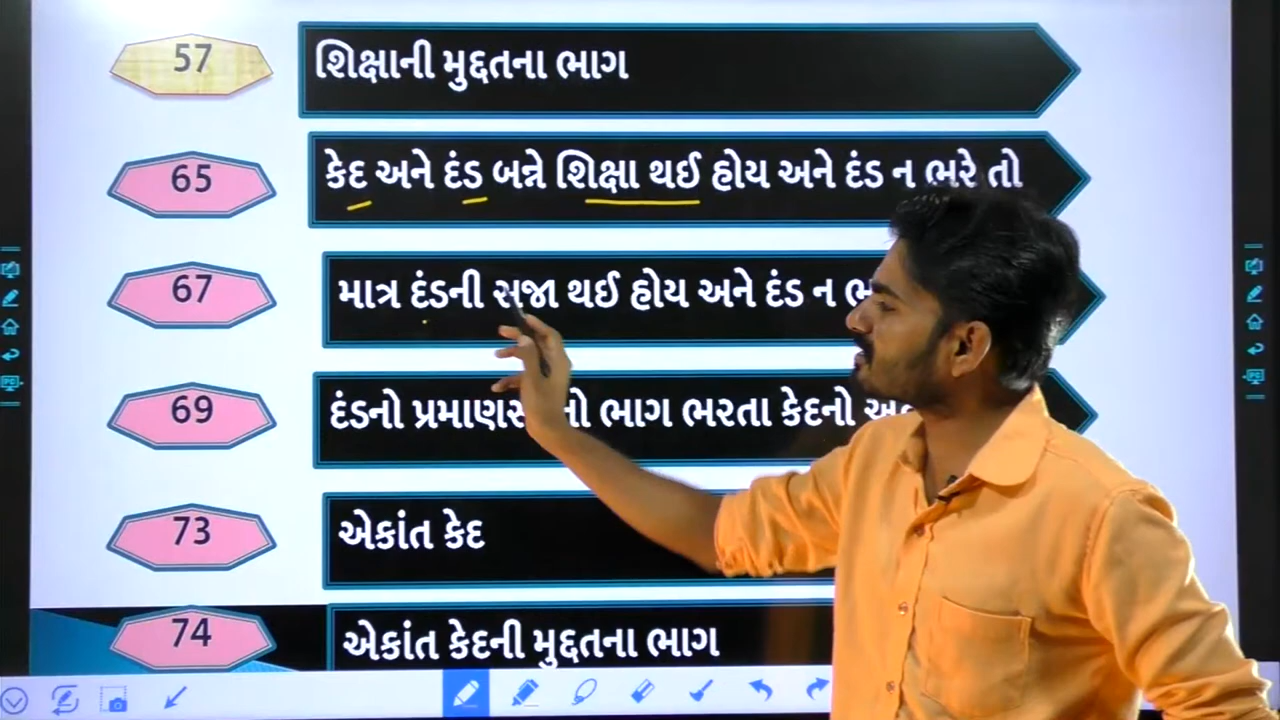 57
શિક્ષાની મુદ્દતના ભાગ
65
કેદ અને દંડ બન્ને શિક્ષા થઈ હોય અને દંડ ન ભરે તો
67
માત્ર દંડની સજા થઈ હોય અને દંડ ન
69
દંડનો ભાગ ભરતા કેદનો
73
એકાંત કેદ
74
એકાંત કેદની મુદ્દતના ભાગ